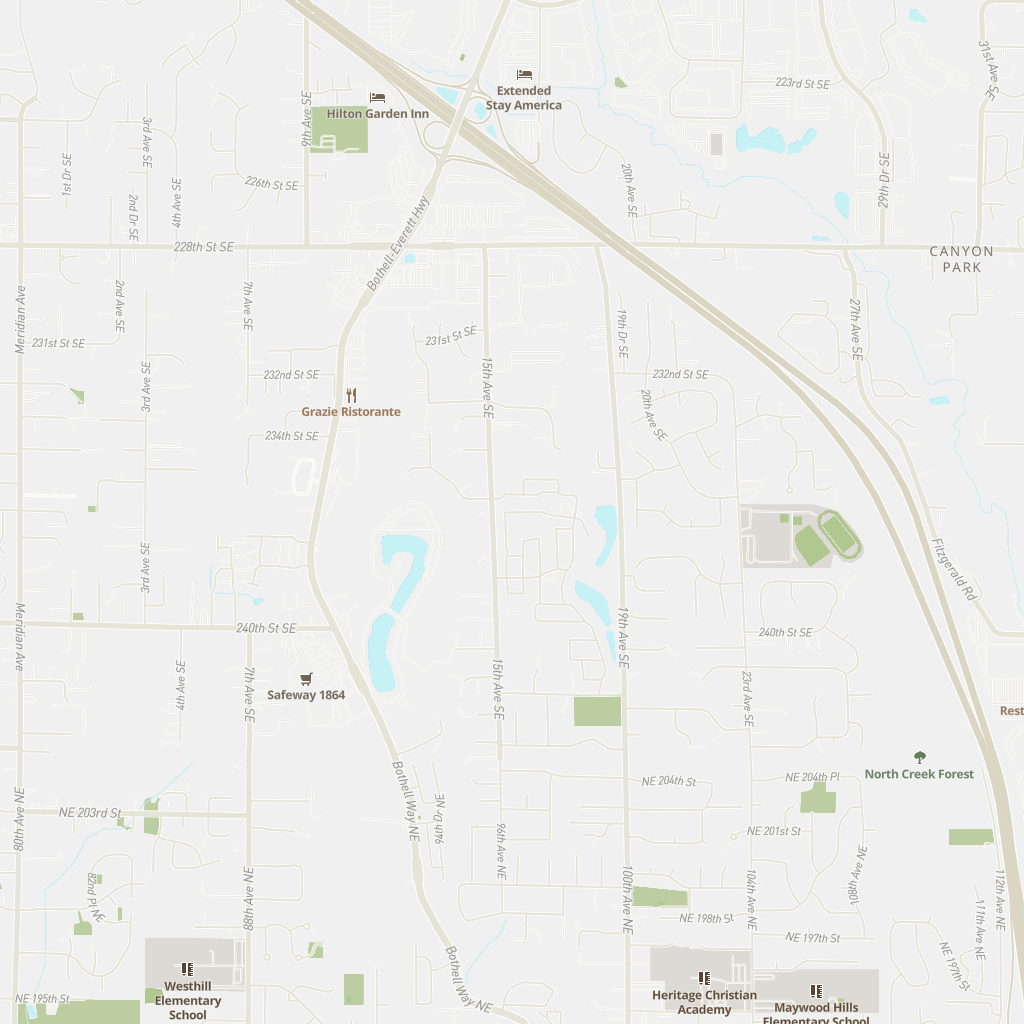 31st Ave SE
223rd St SE
Extended
Stay America
Hilton Garden Inn
9th Ave SE
3rd Ave SE
1st Dr SE
226th St SE
4th Ave SE
2nd Dr SE
20th Ave SE
29th Dr SE
228th St SE
Bothell-Everett Hwy
CANYON
PARK
2nd Ave SE
7th Ave SE
Meridian Ave
27th Ave SE
19th Dr SE
231st St SE
231st St SE
232nd St SE
232nd St SE
3rd Ave SE
15th Ave SE
20th Ave SE
Grazie Ristorante
234th St SE
3rd Ave SE
Fitzgerald Rd
Meridian Ave
240th St SE
19th Ave SE
240th St SE
4th Ave SE
7th Ave SE
Safeway 1864
15th Ave SE
23rd Ave SE
Rest
North Creek Forest
Bothell Way NE
NE 204th St
NE 204th Pl
NE 203rd St
80th Ave NE
94th Dr NE
96th Ave NE
NE 201st St
108th Ave NE
82nd Pl NE
88th Ave NE
100th Ave NE
104th Ave NE
112th Ave NE
111th Ave NE
NE 198th St
NE 197th St
NE 197th St
Bothell Way NE
NE 195th St
Westhill
Elementary
School
Heritage Christian
Academy
Maywood Hills
Elementary School